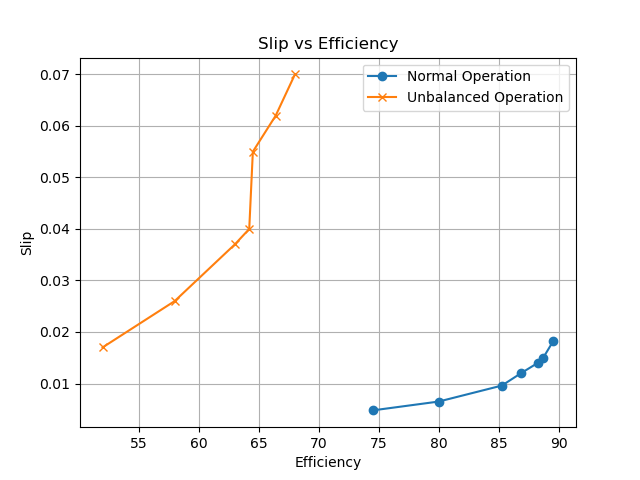 Slip vs Efficiency
Normal Operation
Unbalanced Operation
0.07
0.06
0.05
0.04
0.03
0.02
0.01
Slip
55 60 65 70 75 80 85 90
Efficiency